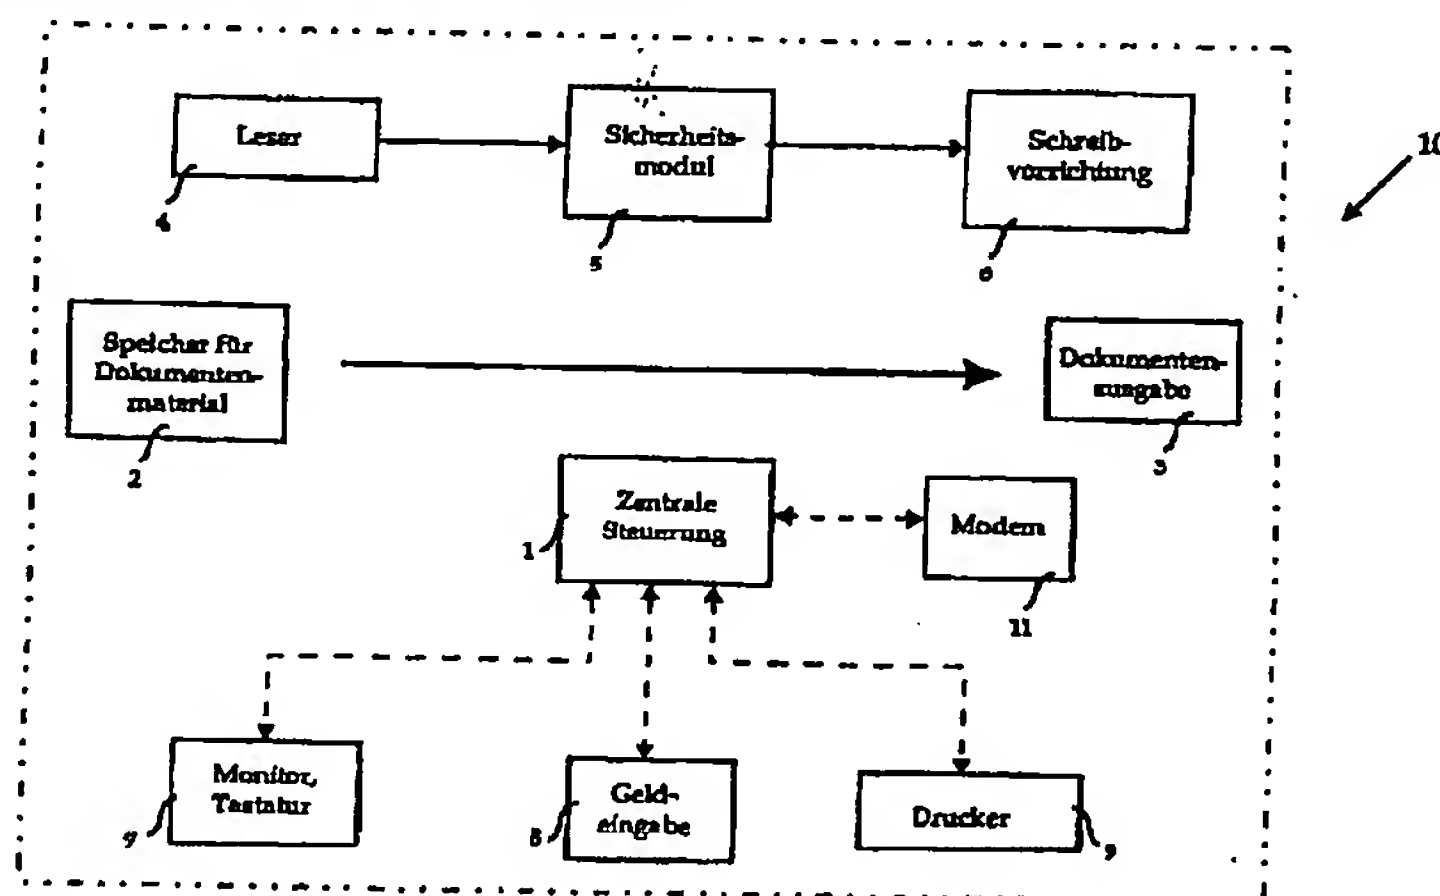 10
Leser
4
Sicherheits-
modul
5
Schreib-
vorrichtung
6
Speicher für
Dokumenten-
material
2
Dokumenten-
ausgabe
3
Zentrale
Steuerung
1
Modem
11
Monitor,
Tastatur
7
Geld-
eingabe
8
Drucker
9